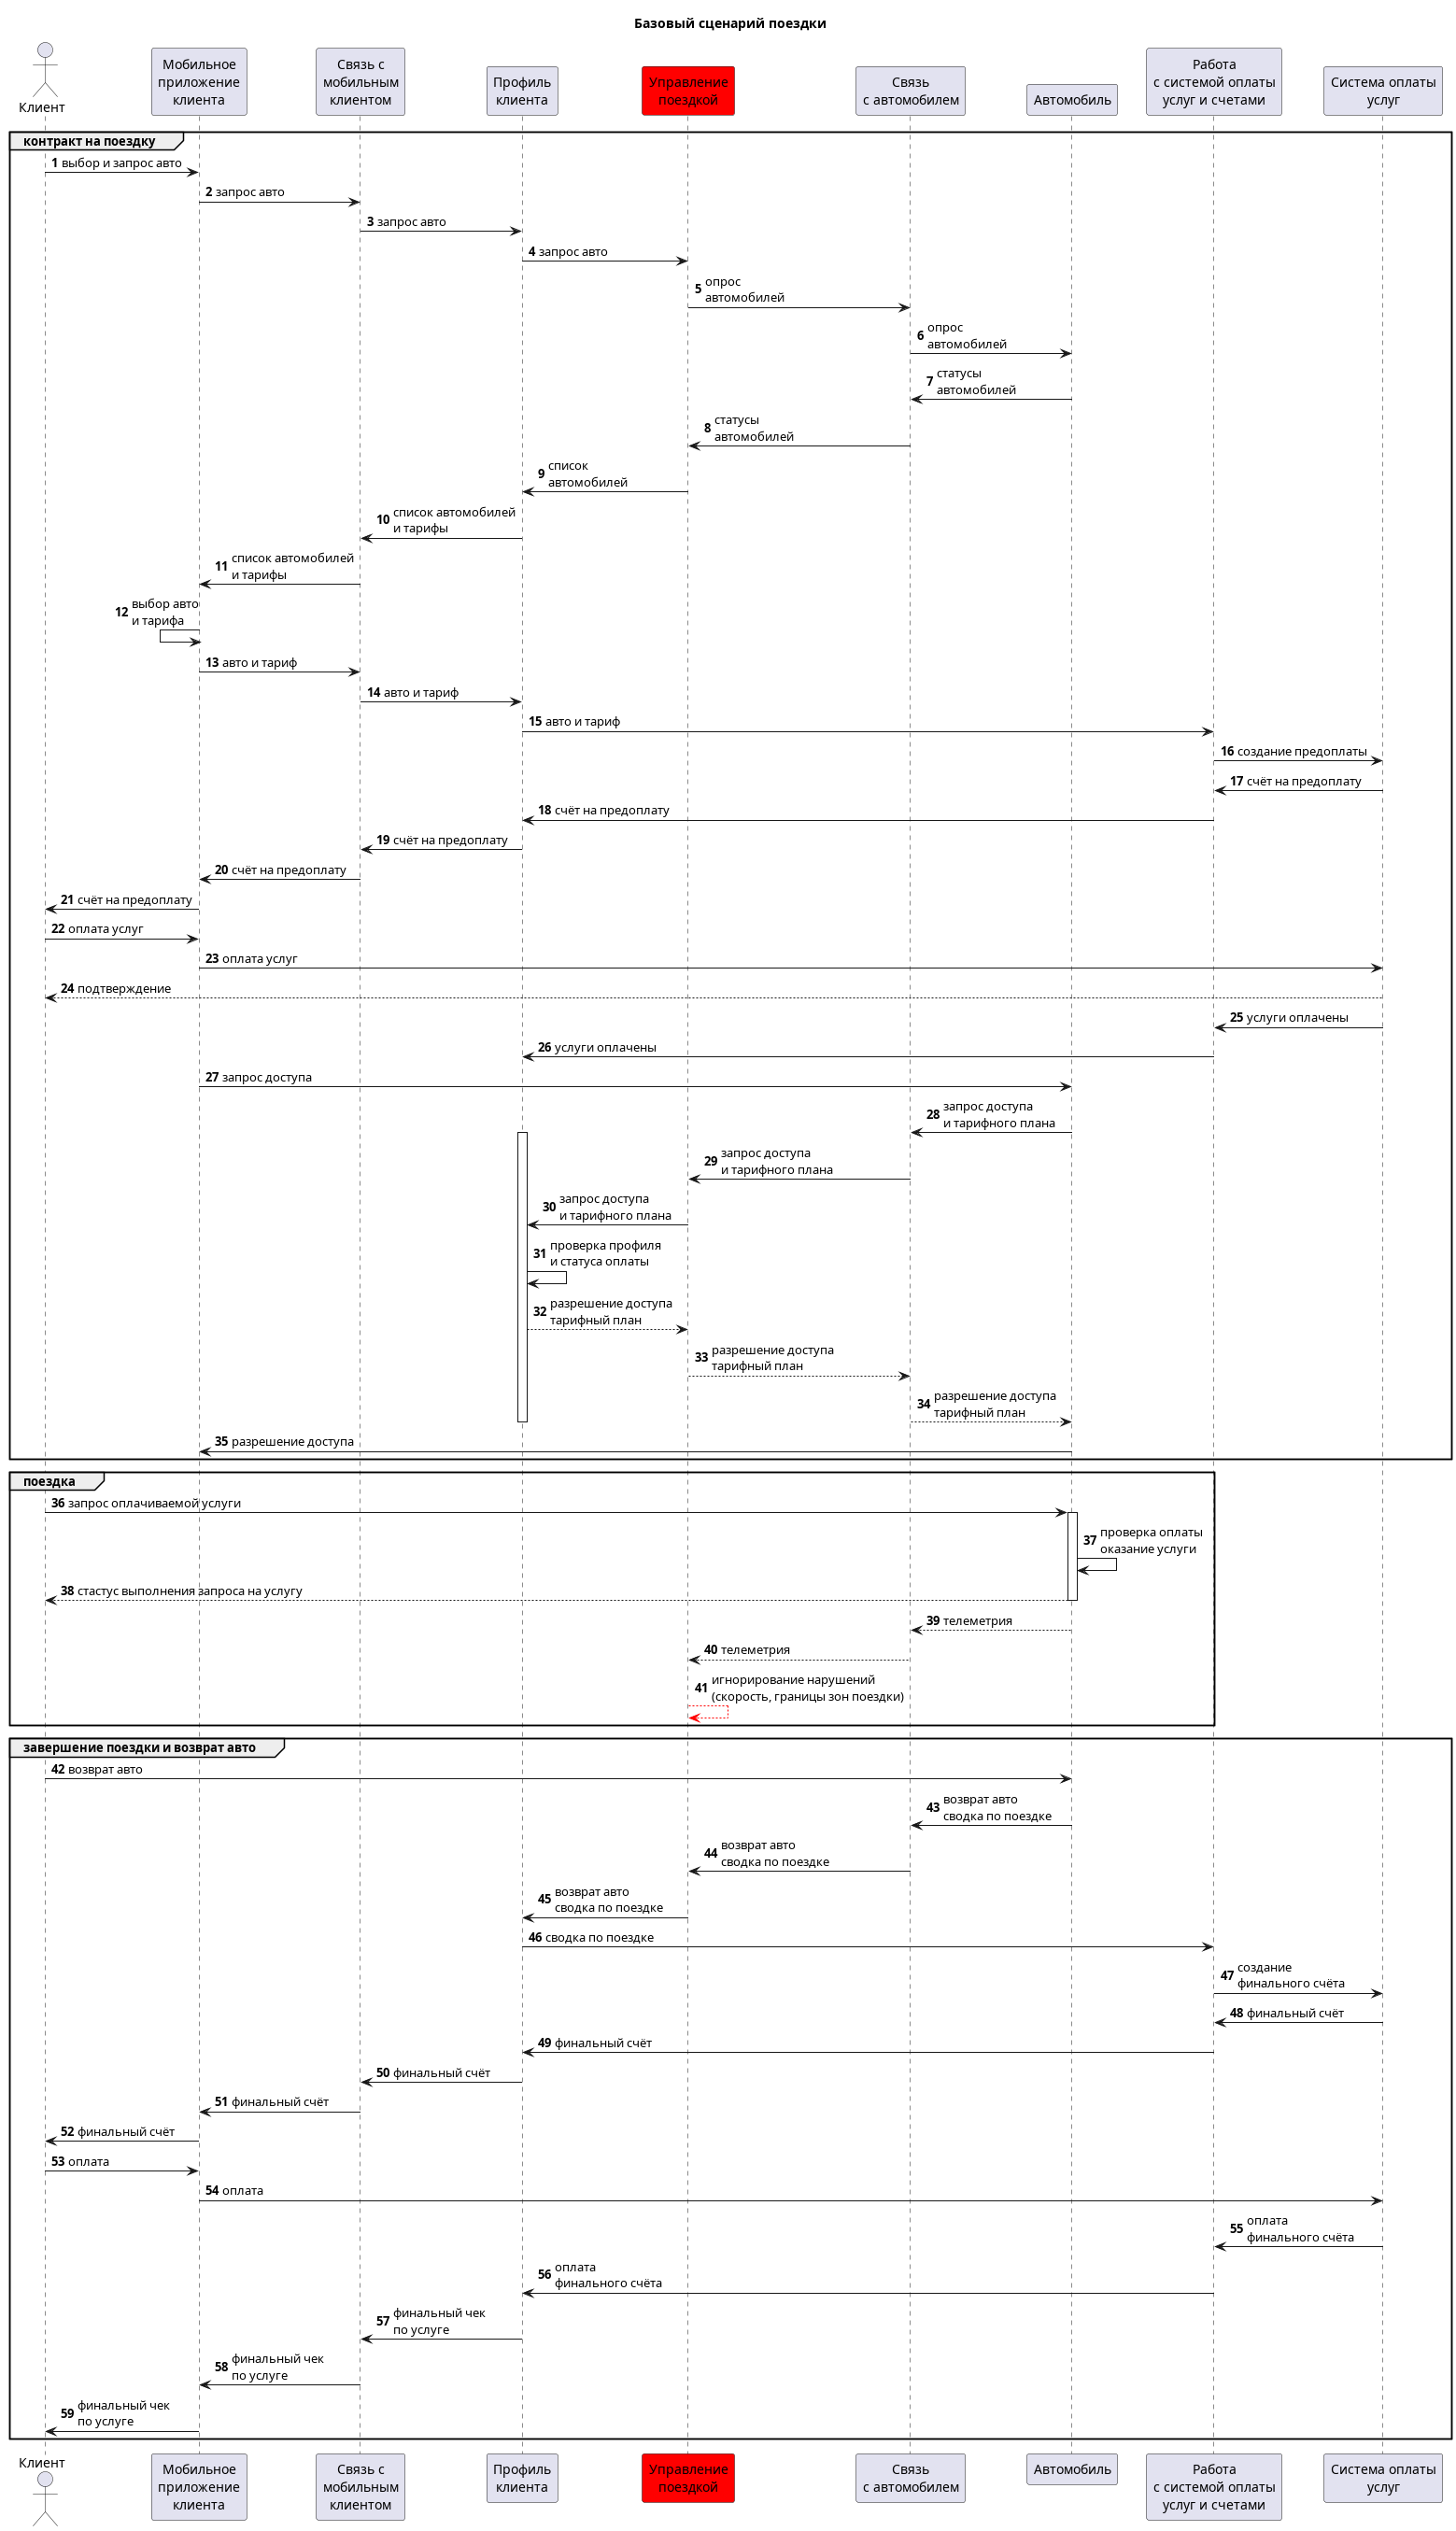 Базовый сценарий поездки
Клиент
Мобильное
приложение
клиента
Связь с
мобильным
клиентом
Профиль
клиента
Управление
поездкой
Связь
с автомобилем
Автомобиль
Работа
с системой оплаты
услуг и счетами
Система оплаты
услуг
контракт на поездку
1 выбор и запрос авто
2 запрос авто
3 запрос авто
4 запрос авто
5 опрос
автомобилей
6 опрос
автомобилей
7 статусы
автомобилей
8 статусы
автомобилей
9 список
автомобилей
10 список автомобилей
и тарифы
11 список автомобилей
и тарифы
12 выбор авто
и тарифа
13 авто и тариф
14 авто и тариф
15 авто и тариф
16 создание предоплаты
17 счёт на предоплату
18 счёт на предоплату
19 счёт на предоплату
20 счёт на предоплату
21 счёт на предоплату
22 оплата услуг
23 оплата услуг
24 подтверждение
25 услуги оплачены
26 услуги оплачены
27 запрос доступа
28 запрос доступа
и тарифного плана
29 запрос доступа
и тарифного плана
30 запрос доступа
и тарифного плана
31 проверка профиля
и статуса оплаты
32 разрешение доступа
тарифный план
33 разрешение доступа
тарифный план
34 разрешение доступа
тарифный план
35 разрешение доступа
поездка
36 запрос оплачиваемой услуги
37 проверка оплаты
оказание услуги
38 стастус выполнения запроса на услугу
39 телеметрия
40 телеметрия
41 игнорирование нарушений
(скорость, границы зон поездки)
завершение поездки и возврат авто
42 возврат авто
43 возврат авто
сводка по поездке
44 возврат авто
сводка по поездке
45 возврат авто
сводка по поездке
46 сводка по поездке
47 создание
финального счёта
48 финальный счёт
49 финальный счёт
50 финальный счёт
51 финальный счёт
52 финальный счёт
53 оплата
54 оплата
55 оплата
финального счёта
56 оплата
финального счёта
57 финальный чек
по услуге
58 финальный чек
по услуге
59 финальный чек
по услуге
Клиент
Мобильное
приложение
клиента
Связь с
мобильным
клиентом
Профиль
клиента
Управление
поездкой
Связь
с автомобилем
Автомобиль
Работа
с системой оплаты
услуг и счетами
Система оплаты
услуг